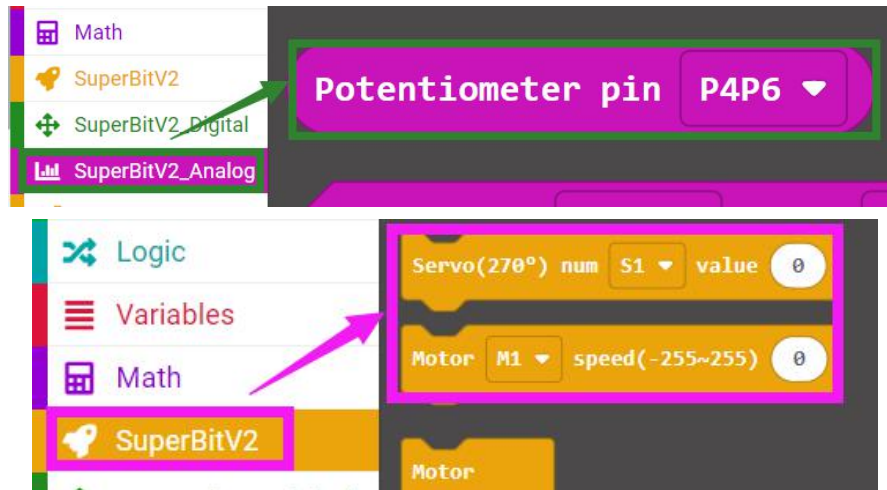 Math
SuperBitV2
SuperBitV2_Digital
SuperBitV2_Analog
Potentiometer pin P4P6
Logic
Variables
Math
SuperBitV2
Servo(270º) num S1 value 0
Motor M1 speed(-255~255) 0
Motor